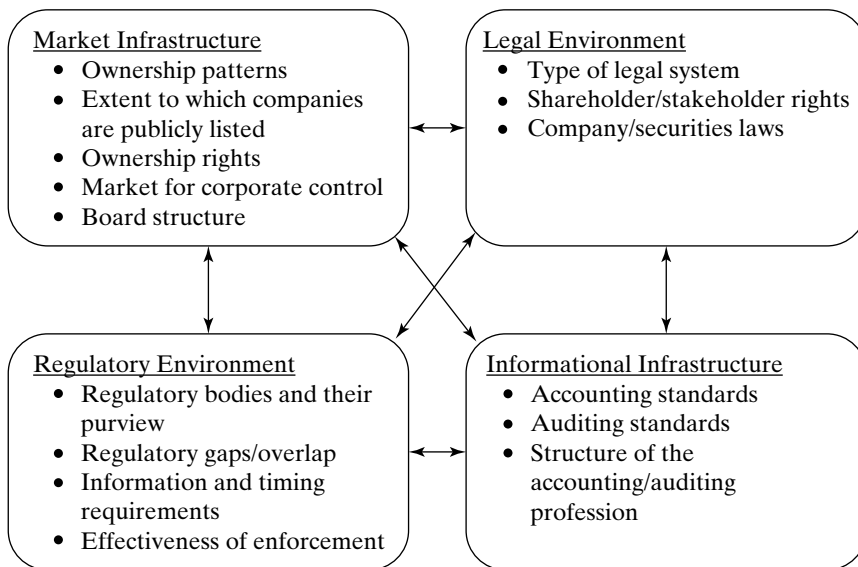 Market Infrastructure
• Ownership patterns
• Extent to which companies
are publicly listed
• Ownership rights
• Market for corporate control
• Board structure
Legal Environment
• Type of legal system
• Shareholder/stakeholder rights
• Company/securities laws
Regulatory Environment
• Regulatory bodies and their
purview
• Regulatory gaps/overlap
• Information and timing
requirements
• Effectiveness of enforcement
Informational Infrastructure
• Accounting standards
• Auditing standards
• Structure of the
accounting/auditing
profession